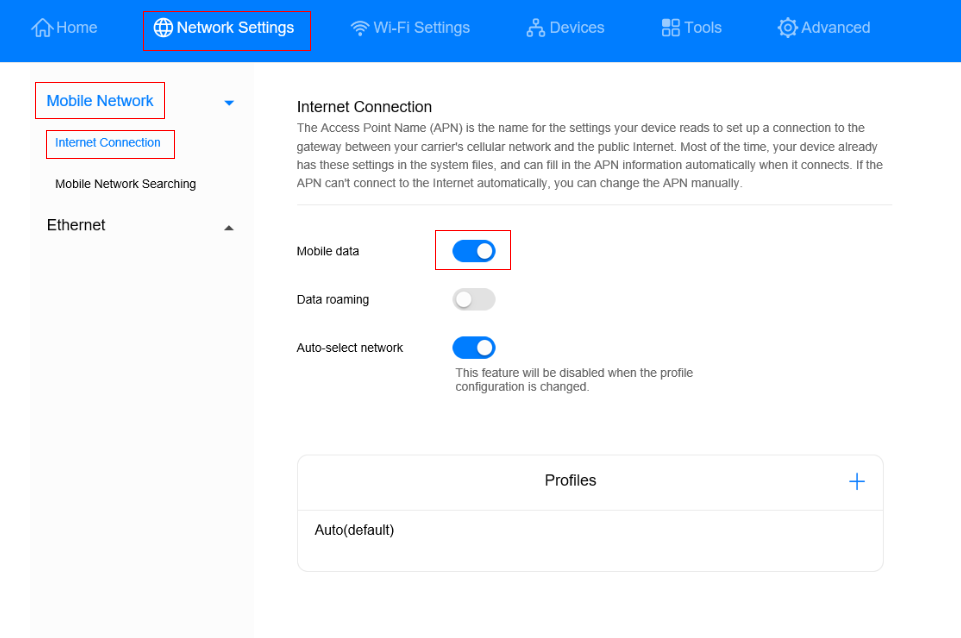 Home Network Settings Wi-Fi Settings Devices Tools Advanced
Mobile Network
Internet Connection
Mobile Network Searching
Ethernet
Internet Connection
The Access Point Name (APN) is the name for the settings your device reads to set up a connection to the
gateway between your carrier's cellular network and the public Internet. Most of the time, your device already
has these settings in the system files, and can fill in the APN information automatically when it connects. If the
APN can't connect to the Internet automatically, you can change the APN manually.
Mobile data
Data roaming
Auto-select network
This feature will be disabled when the profile
configuration is changed.
Profiles
Auto(default)